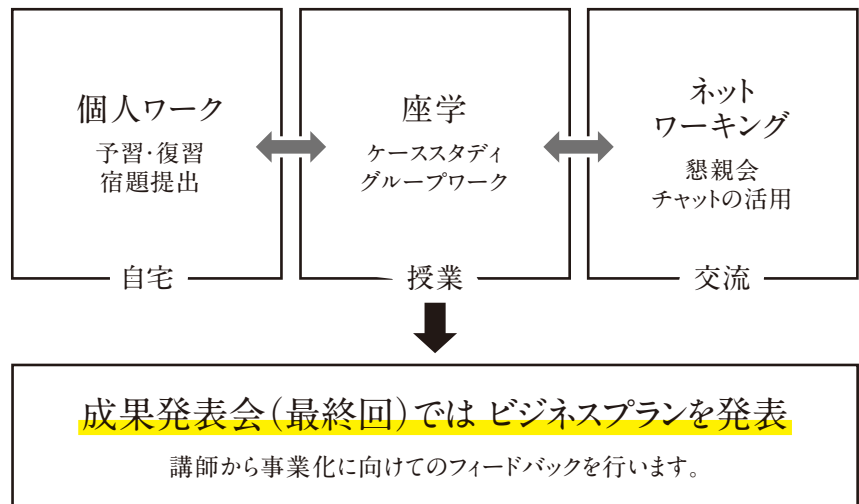 個人ワーク
予習·復習
宿題提出
自宅
座学
ケーススタディ
グループワーク
授業
ネット
ワーキング
懇親会
チャットの活用
交流
成果発表会(最終回)では ビジネスプランを発表
講師から事業化に向けてのフィードバックを行います。